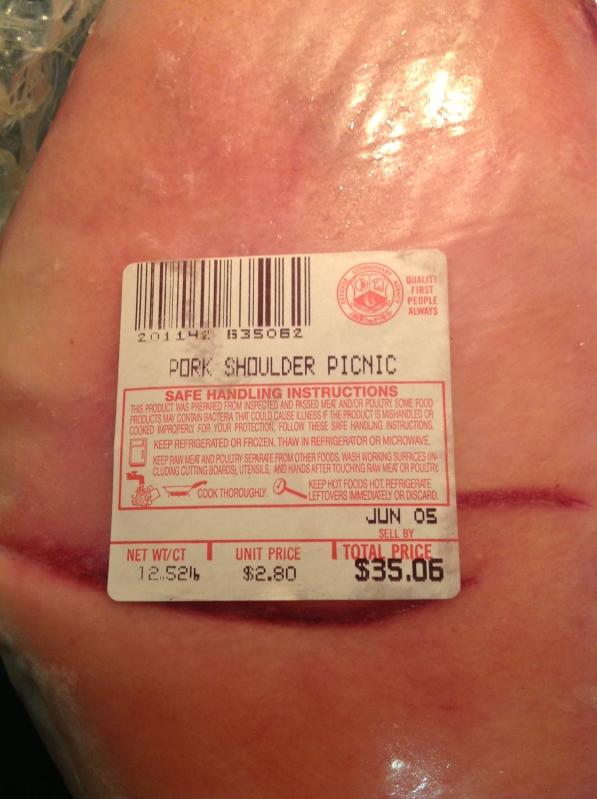 201142 635062
DEFENSE COMMISSARY AGENCY
QUALITY
FIRST
PEOPLE
ALWAYS
PORK SHOULDER PICNIC
SAFE HANDLING INSTRUCTIONS
THIS PRODUCT WAS PREPARED FROM INSPECTED AND PASSED MEAT AND/OR POULTRY. SOME FOOD
PRODUCTS MAY CONTAIN BACTERIA THAT COULD CAUSE ILLNESS IF THE PRODUCT IS MISHANDLED OR
COOKED IMPROPERLY. FOR YOUR PROTECTION, FOLLOW THESE SAFE HANDLING INSTRUCTIONS.
KEEP REFRIGERATED OR FROZEN. THAW IN REFRIGERATOR OR MICROWAVE.
KEEP RAW MEAT AND POULTRY SEPARATE FROM OTHER FOODS. WASH WORKING SURFACES (IN-
CLUDING CUTTING BOARDS), UTENSILS, AND HANDS AFTER TOUCHING RAW MEAT OR POULTRY.
COOK THOROUGHLY.
KEEP HOT FOODS HOT. REFRIGERATE
LEFTOVERS IMMEDIATELY OR DISCARD.
JUN 05
SELL BY
NET WT/CT UNIT PRICE TOTAL PRICE
12.52lb $2.80 $35.06